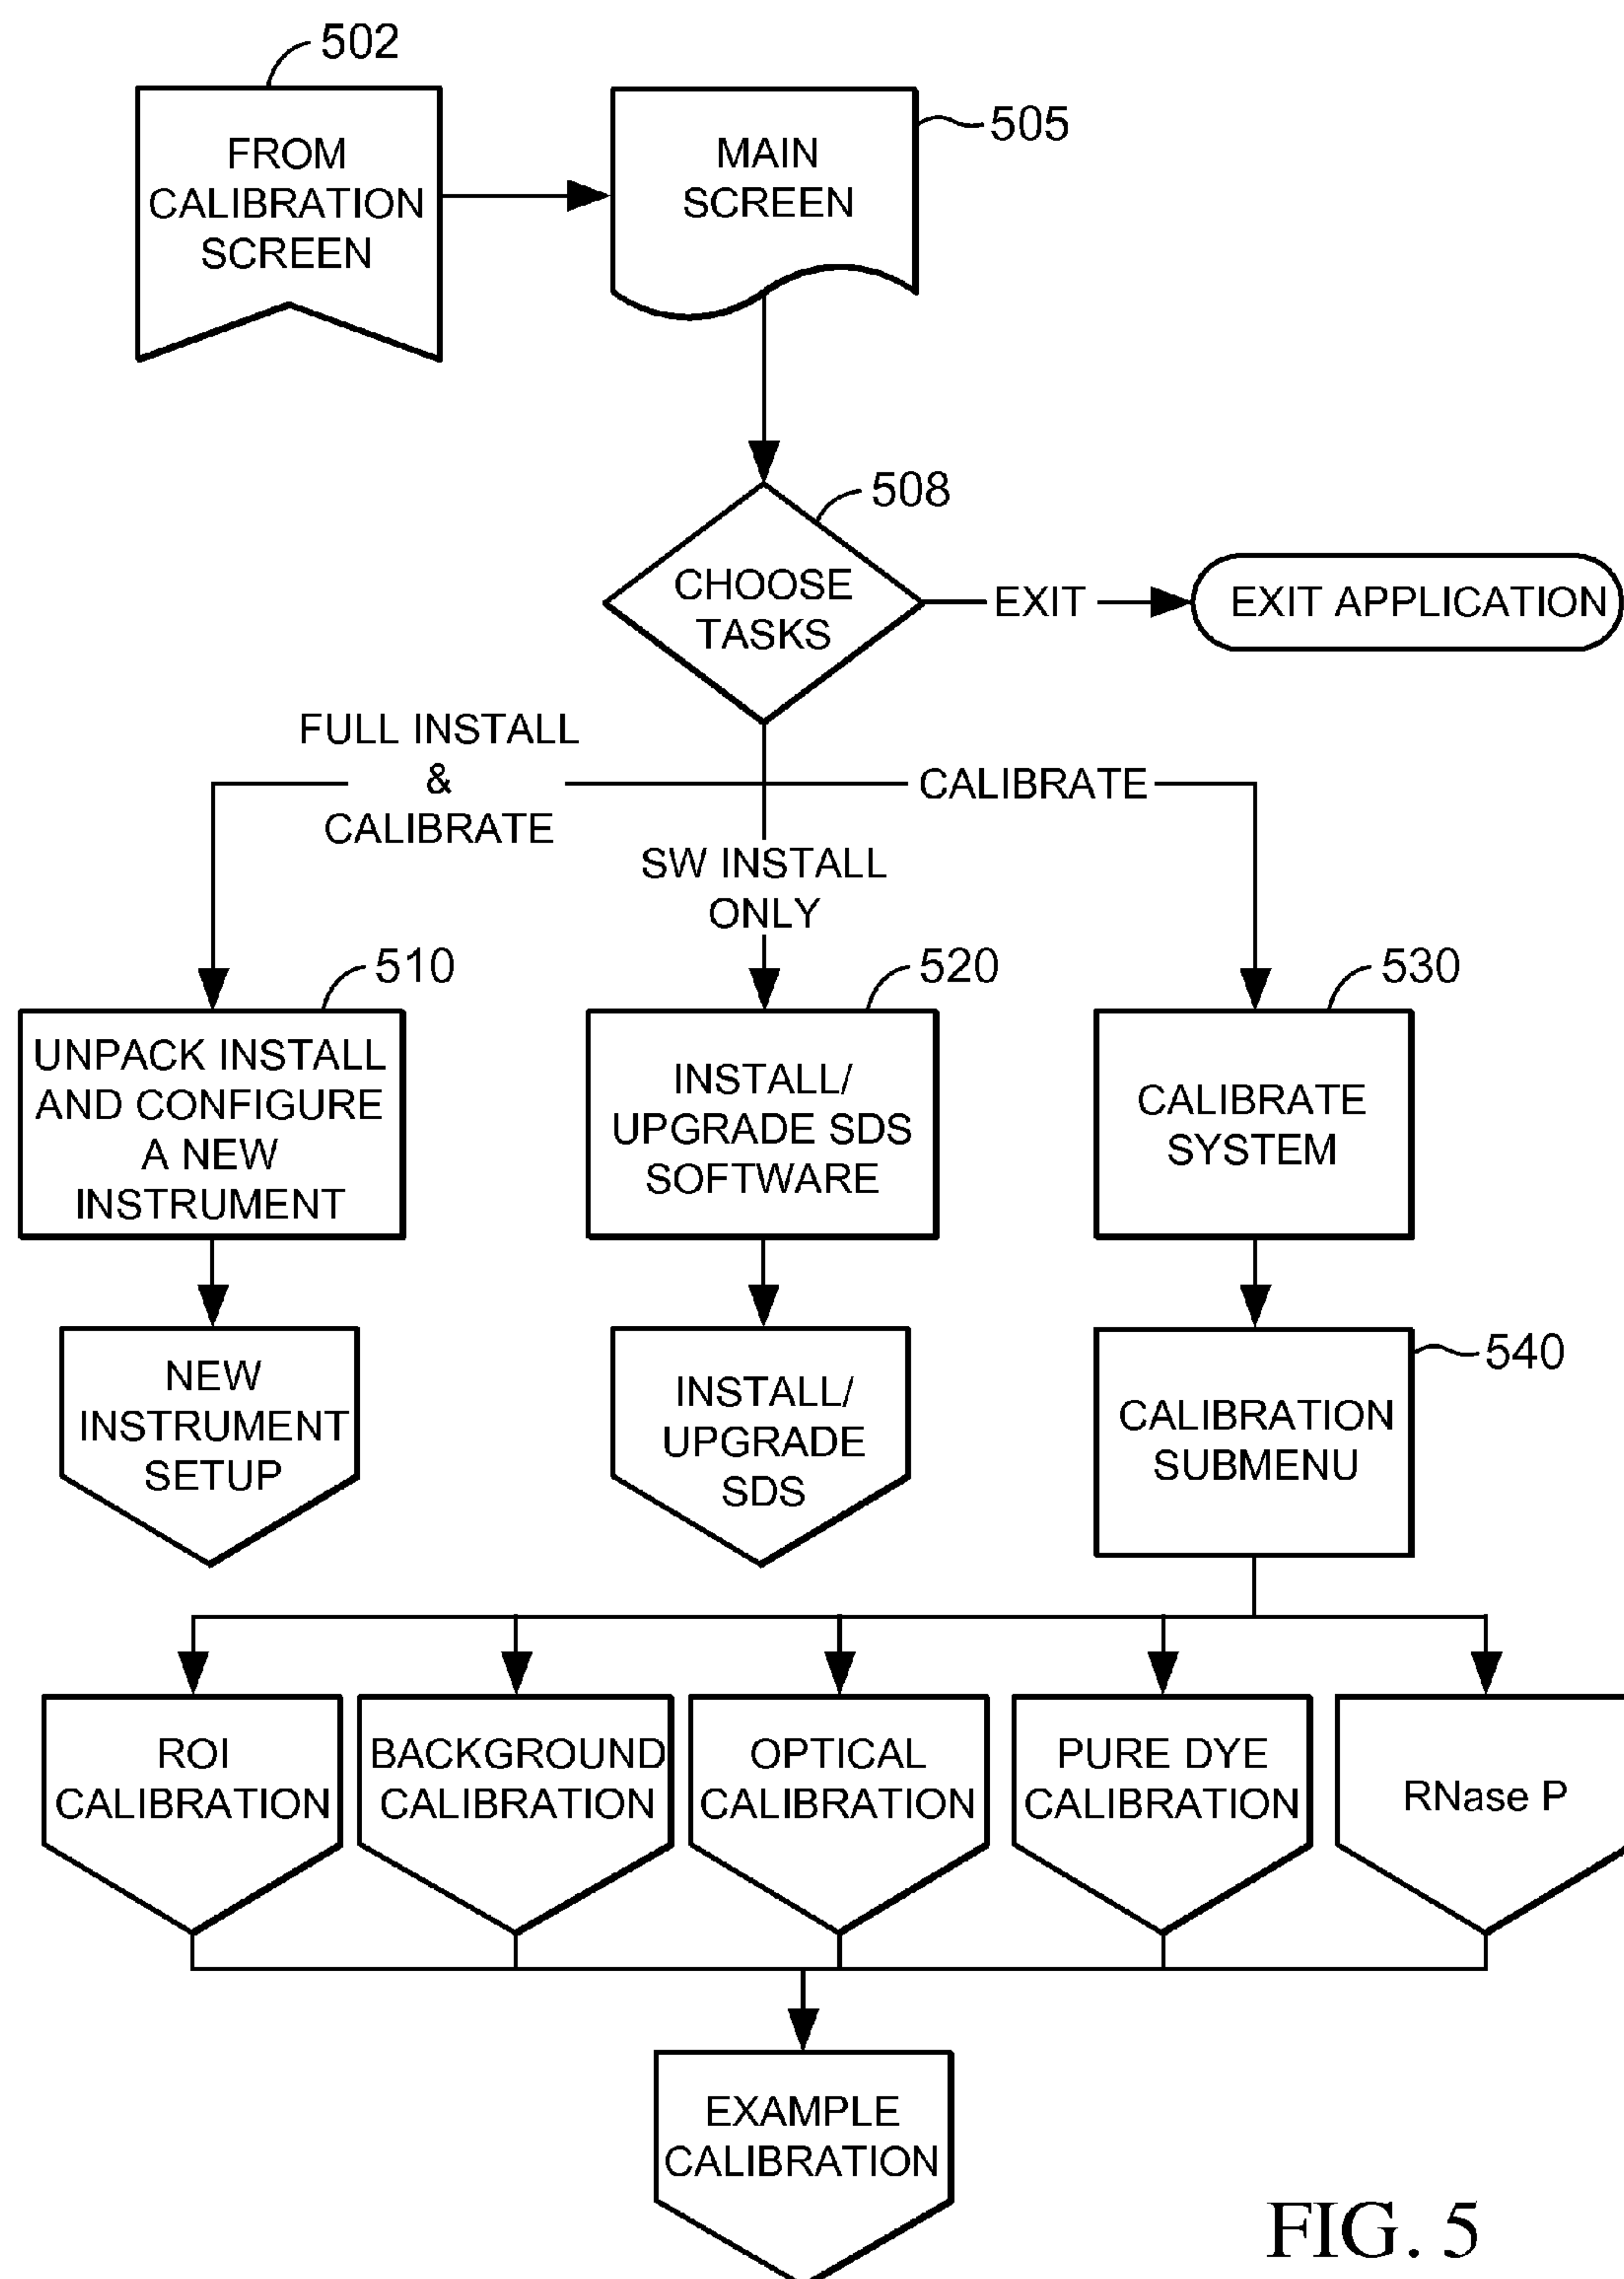 502
FROM
CALIBRATION
SCREEN
MAIN
SCREEN
505
508
CHOOSE
TASKS
EXIT
EXIT APPLICATION
FULL INSTALL
&
CALIBRATE
SW INSTALL
ONLY
CALIBRATE
510
UNPACK INSTALL
AND CONFIGURE
A NEW
INSTRUMENT
520
INSTALL/
UPGRADE SDS
SOFTWARE
530
CALIBRATE
SYSTEM
NEW
INSTRUMENT
SETUP
INSTALL/
UPGRADE
SDS
540
CALIBRATION
SUBMENU
ROI
CALIBRATION
BACKGROUND
CALIBRATION
OPTICAL
CALIBRATION
PURE DYE
CALIBRATION
RNase P
EXAMPLE
CALIBRATION
FIG. 5